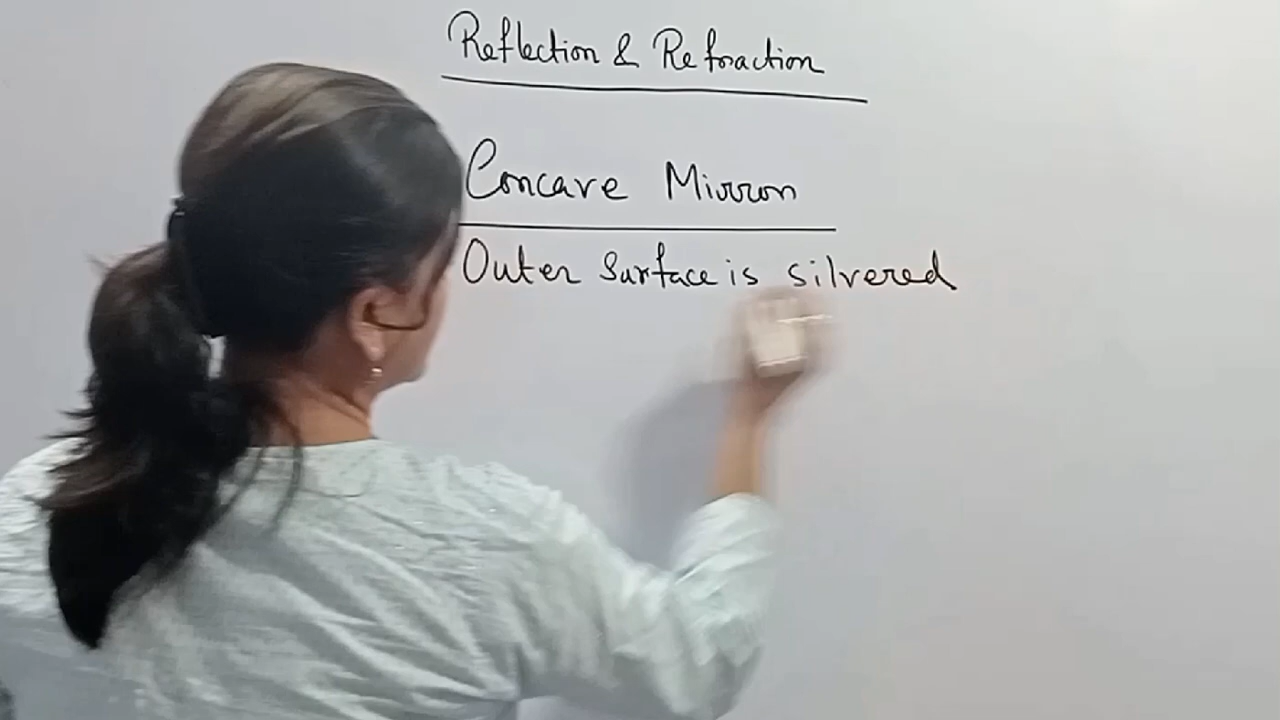 Reflection & Refraction
Concave Mirror
Outer Surface is silvered